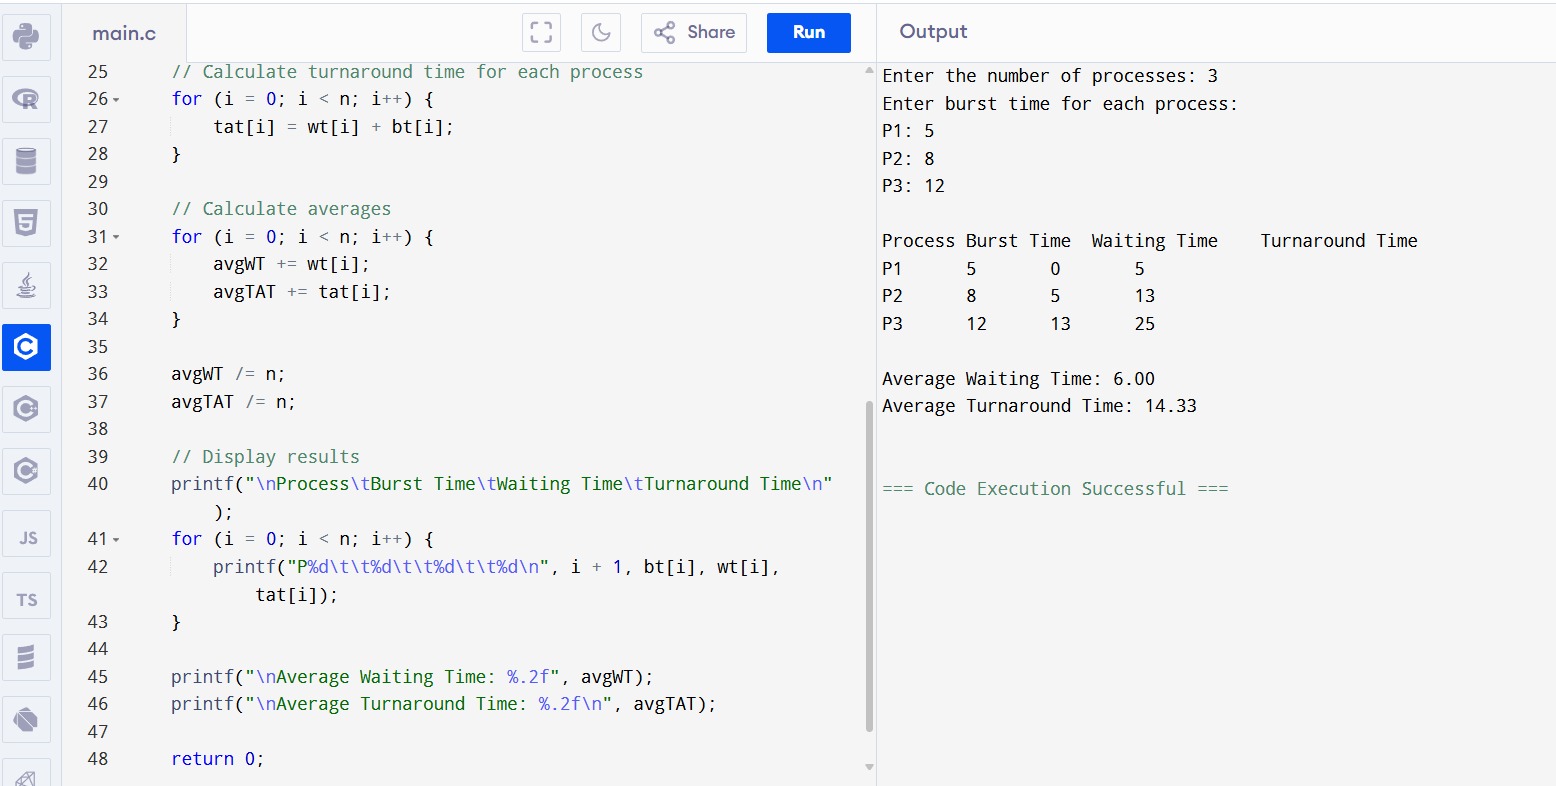 main.c
Share
Run
Output
25 // Calculate turnaround time for each process
26 for (i = 0; i < n; i++) {
27 tat[i] = wt[i] + bt[i];
28 }
29
30 // Calculate averages
31 for (i = 0; i < n; i++) {
32 avgWT += wt[i];
33 avgTAT += tat[i];
34 }
35
36 avgWT /= n;
37 avgTAT /= n;
38
39 // Display results
40 printf("\nProcess\tBurst Time\tWaiting Time\tTurnaround Time\n"
);
41 for (i = 0; i < n; i++) {
42 printf("P%d\t\t%d\t\t%d\t\t%d\n", i + 1, bt[i], wt[i],
tat[i]);
43 }
44
45 printf("\nAverage Waiting Time: %.2f", avgWT);
46 printf("\nAverage Turnaround Time: %.2f\n", avgTAT);
47
48 return 0;
Enter the number of processes: 3
Enter burst time for each process:
P1: 5
P2: 8
P3: 12
Process Burst Time Waiting Time Turnaround Time
P1 5 0 5
P2 8 5 13
P3 12 13 25
Average Waiting Time: 6.00
Average Turnaround Time: 14.33
=== Code Execution Successful ===
R
5
C
C
C
JS
TS